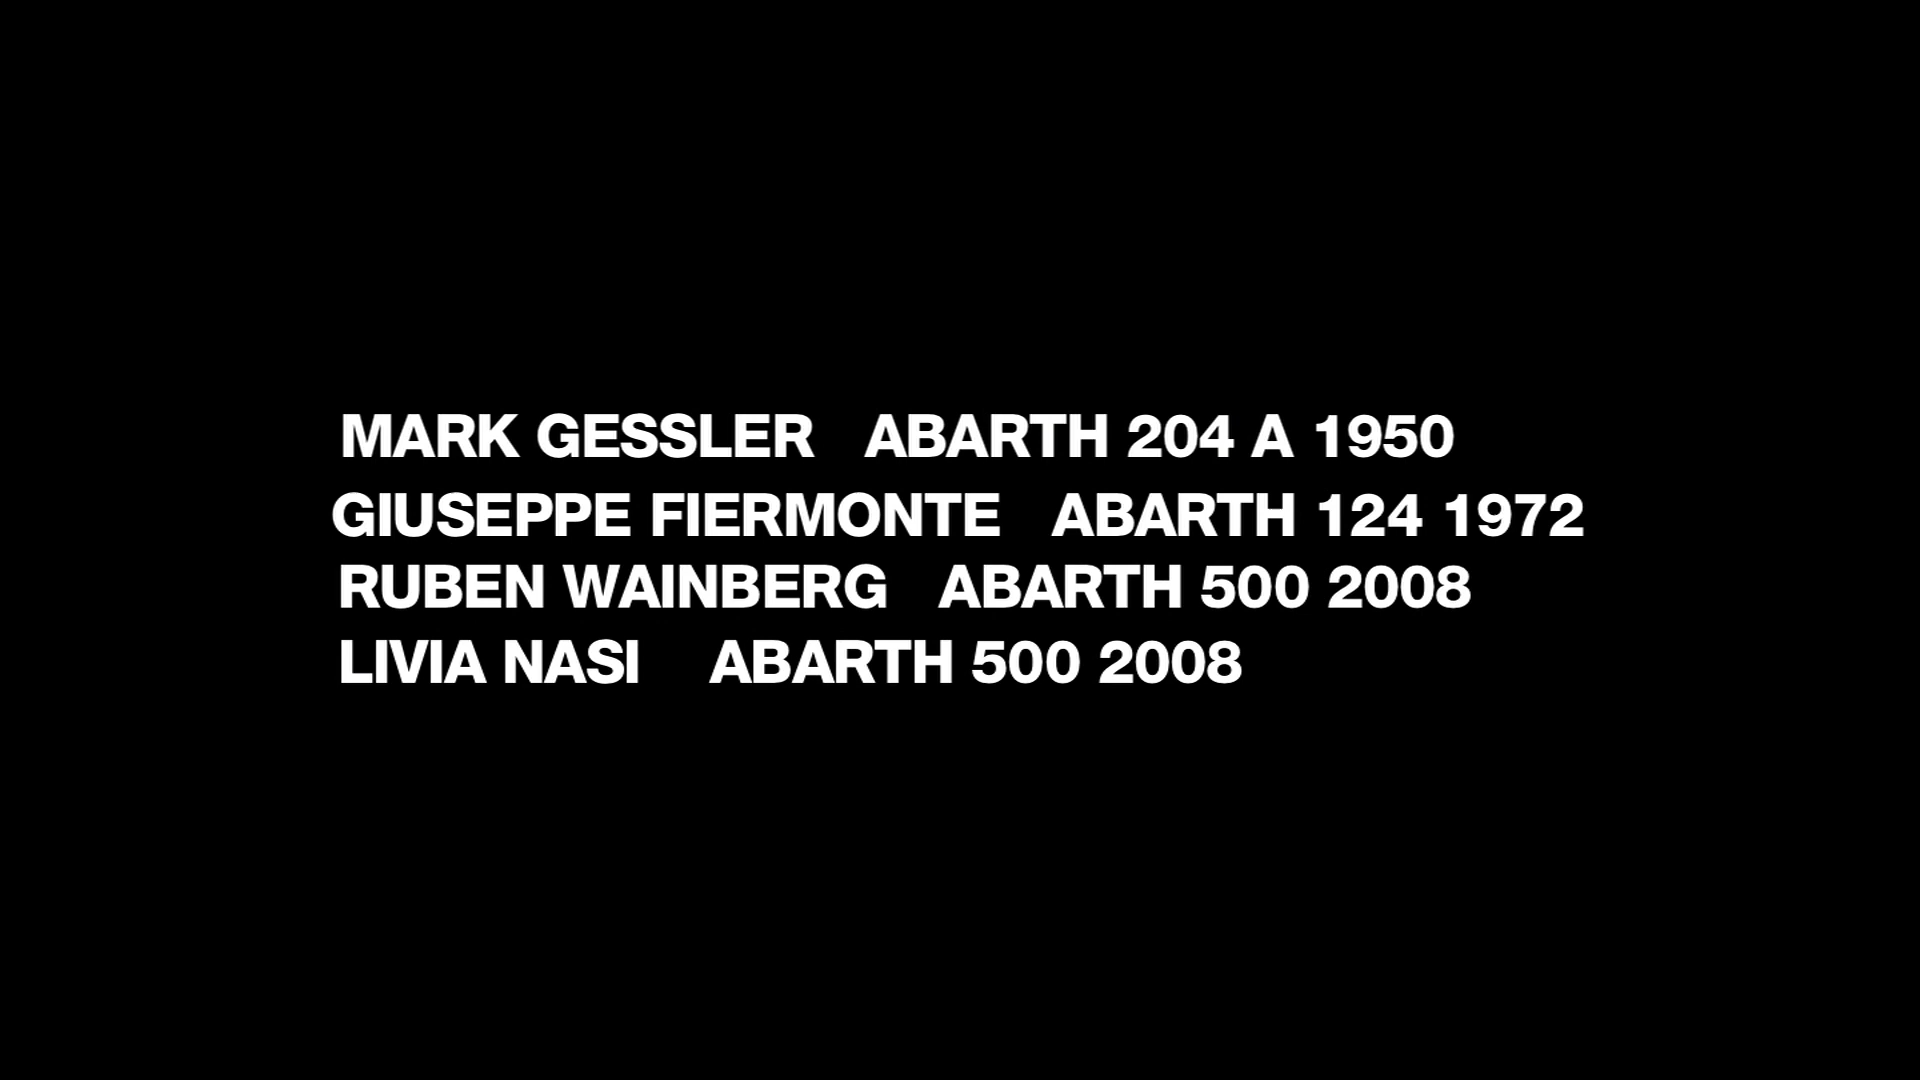 MARK GESSLER ABARTH 204 A 1950
GIUSEPPE FIERMONTE ABARTH 124 1972
RUBEN WAINBERG ABARTH 500 2008
LIVIA NASI ABARTH 500 2008